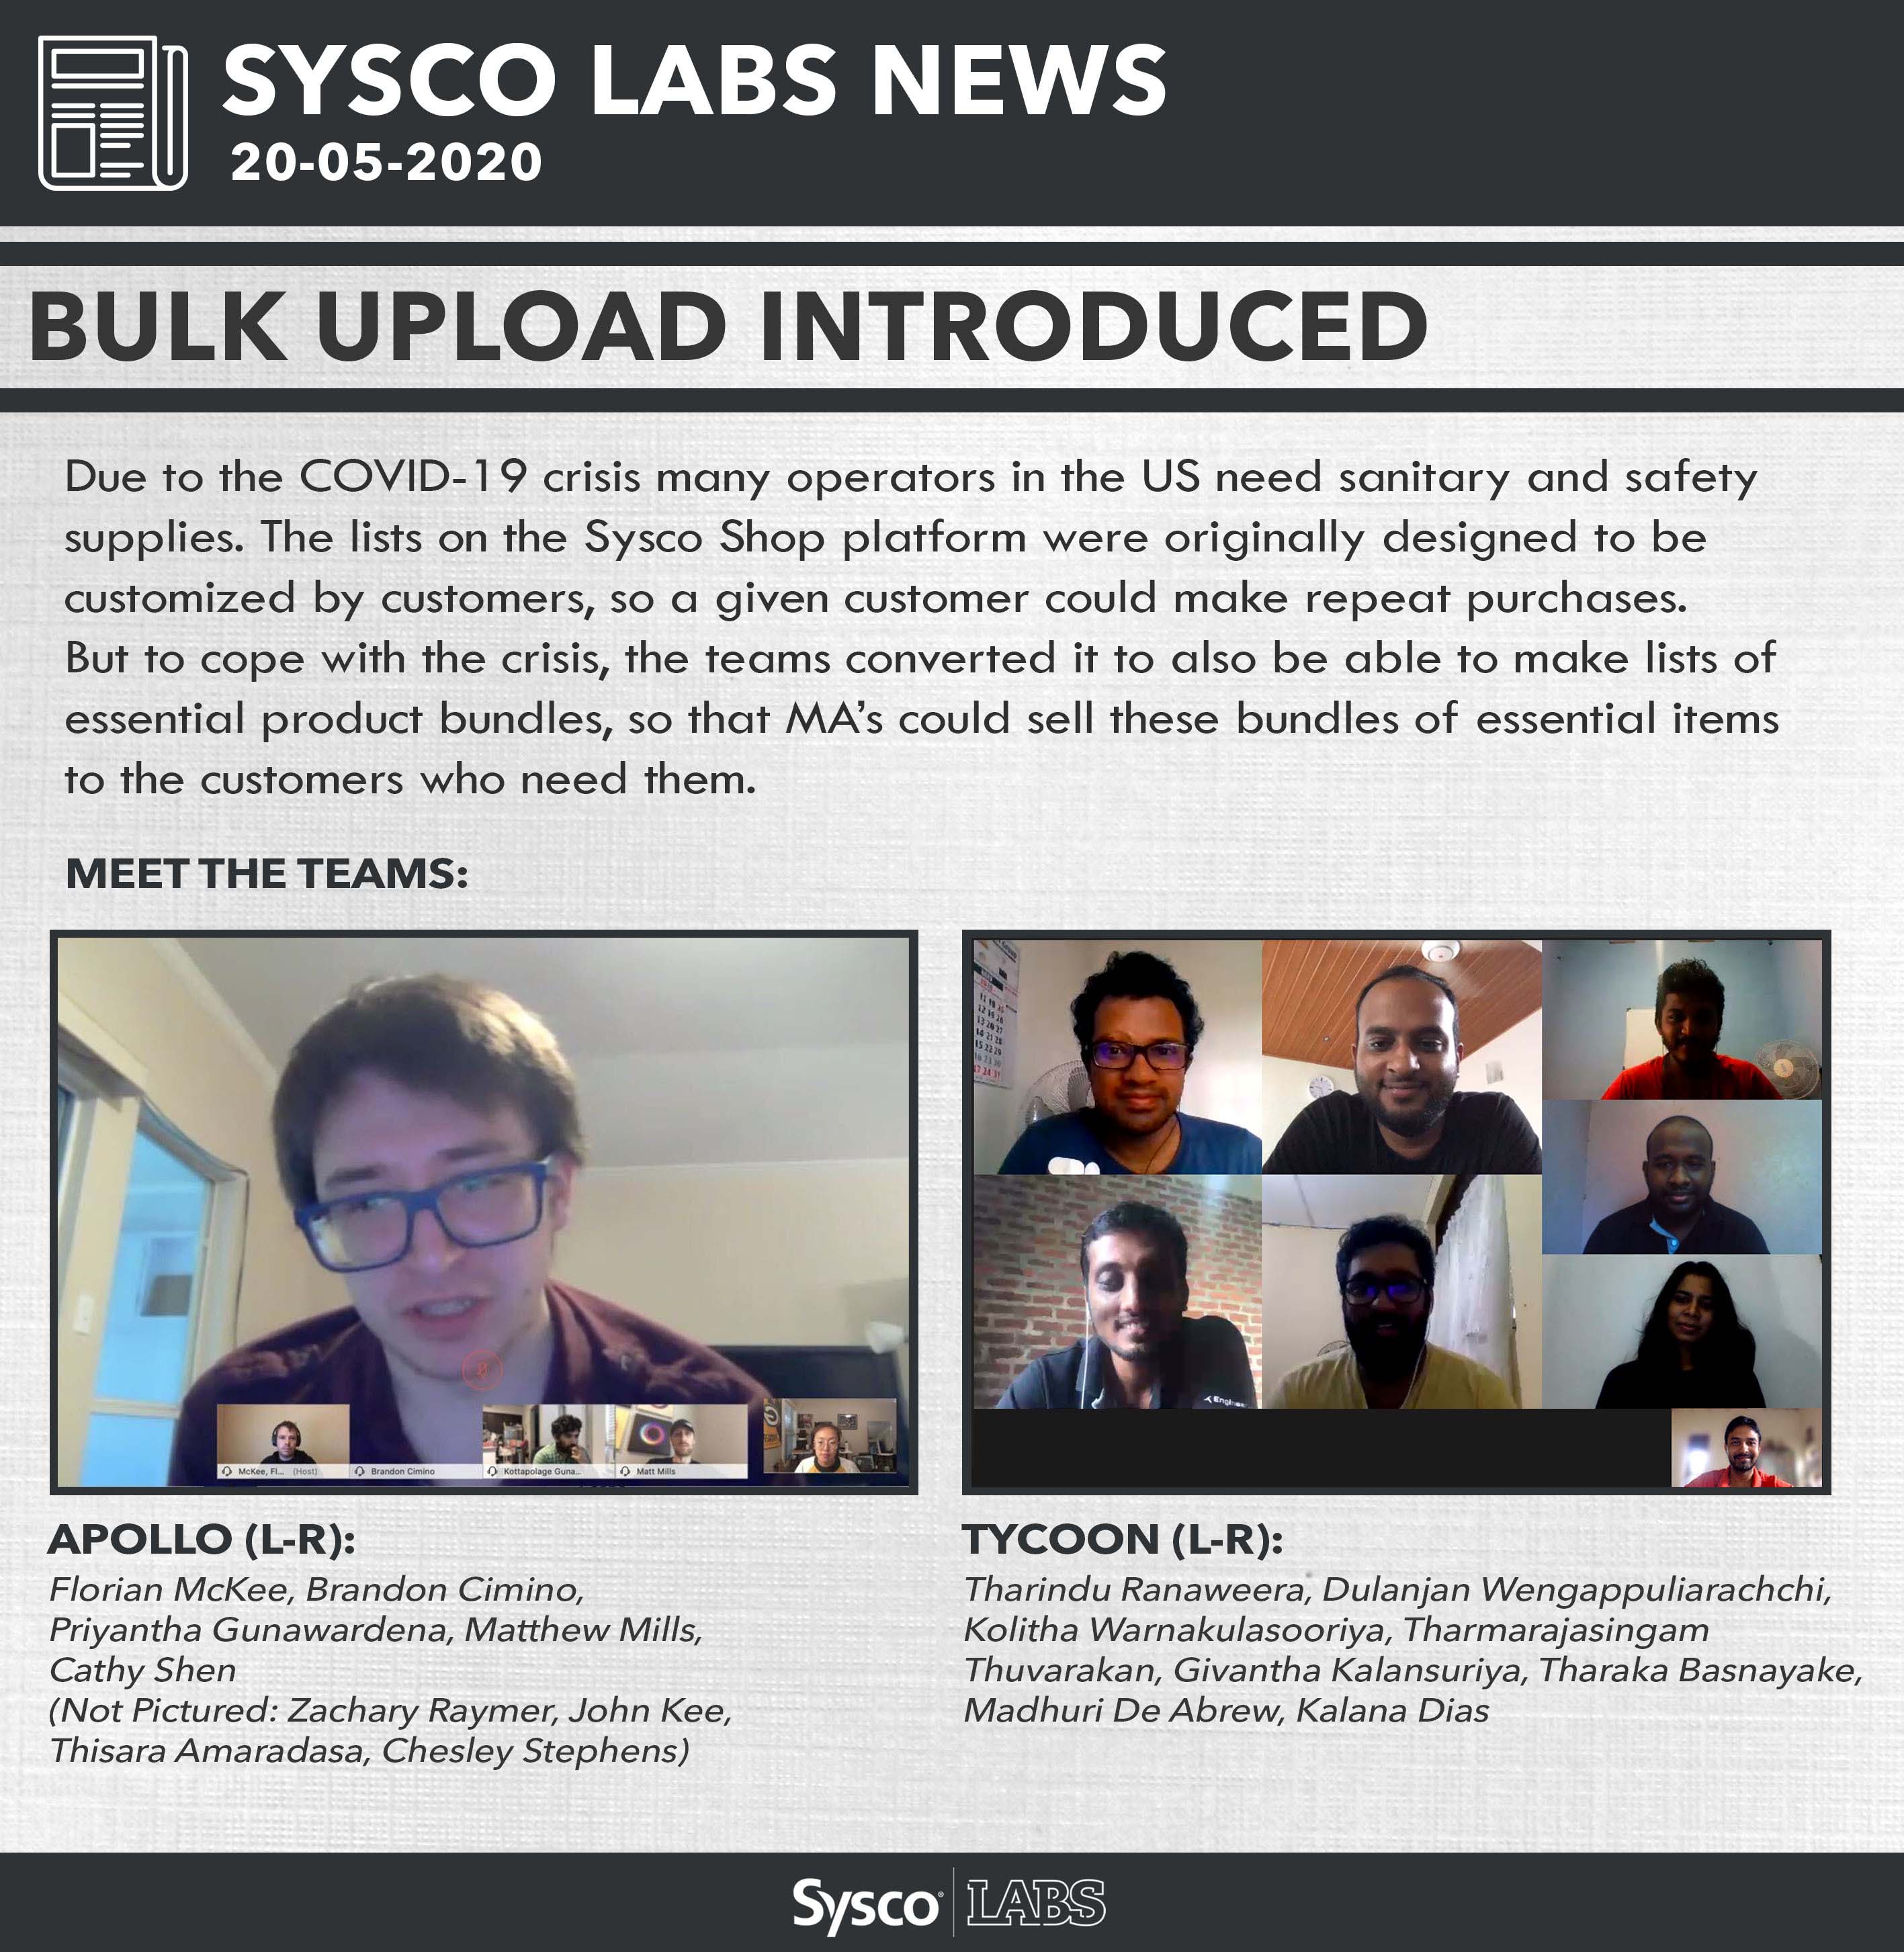 SYSCO LABS NEWS
20-05-2020
BULK UPLOAD INTRODUCED
Due to the COVID-19 crisis many operators in the US need sanitary and safety
supplies. The lists on the Sysco Shop platform were originally designed to be
customized by customers, so a given customer could make repeat purchases.
But to cope with the crisis, the teams converted it to also be able to make lists of
essential product bundles, so that MA's could sell these bundles of essential items
to the customers who need them.
MEET THE TEAMS:
McKee, Fl... (Host)
Brandon Cimino
Kottapolage Guna...
Matt Mills
APOLLO (L-R):
Florian McKee, Brandon Cimino,
Priyantha Gunawardena, Matthew Mills,
Cathy Shen
(Not Pictured: Zachary Raymer, John Kee,
Thisara Amaradasa, Chesley Stephens)
TYCOON (L-R):
Tharindu Ranaweera, Dulanjan Wengappuliarachchi,
Kolitha Warnakulasooriya, Tharmarajasingam
Thuvarakan, Givantha Kalansuriya, Tharaka Basnayake,
Madhuri De Abrew, Kalana Dias
Sysco LABS